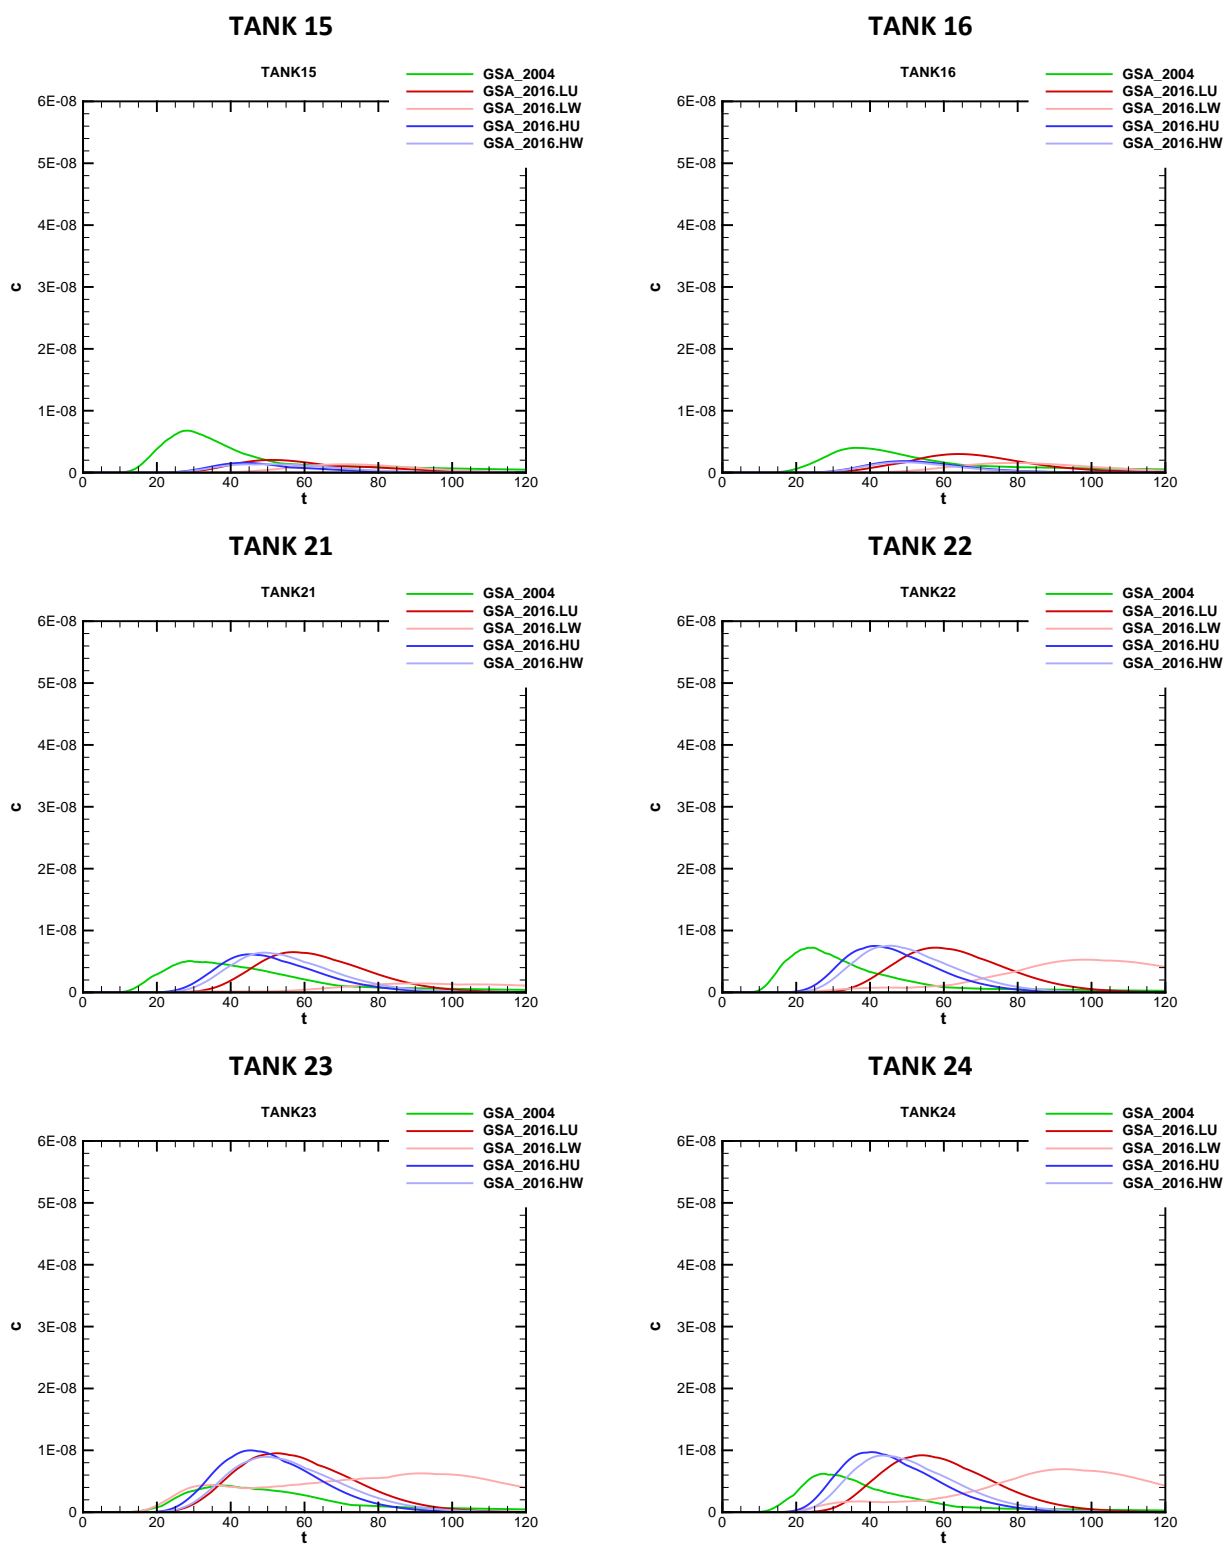 TANK 15
TANK 16
TANK15
GSA_2004
GSA_2016.LU
GSA_2016.LW
GSA_2016.HU
GSA_2016.HW
6E-08
5E-08
4E-08
3E-08
2E-08
1E-08
0
c
0 20 40 60 80 100 120
t
TANK16
GSA_2004
GSA_2016.LU
GSA_2016.LW
GSA_2016.HU
GSA_2016.HW
6E-08
5E-08
4E-08
3E-08
2E-08
1E-08
0
c
0 20 40 60 80 100 120
t
TANK 21
TANK 22
TANK21
GSA_2004
GSA_2016.LU
GSA_2016.LW
GSA_2016.HU
GSA_2016.HW
6E-08
5E-08
4E-08
3E-08
2E-08
1E-08
0
c
0 20 40 60 80 100 120
t
TANK22
GSA_2004
GSA_2016.LU
GSA_2016.LW
GSA_2016.HU
GSA_2016.HW
6E-08
5E-08
4E-08
3E-08
2E-08
1E-08
0
c
0 20 40 60 80 100 120
t
TANK 23
TANK 24
TANK23
GSA_2004
GSA_2016.LU
GSA_2016.LW
GSA_2016.HU
GSA_2016.HW
6E-08
5E-08
4E-08
3E-08
2E-08
1E-08
0
c
0 20 40 60 80 100 120
t
TANK24
GSA_2004
GSA_2016.LU
GSA_2016.LW
GSA_2016.HU
GSA_2016.HW
6E-08
5E-08
4E-08
3E-08
2E-08
1E-08
0
c
0 20 40 60 80 100 120
t